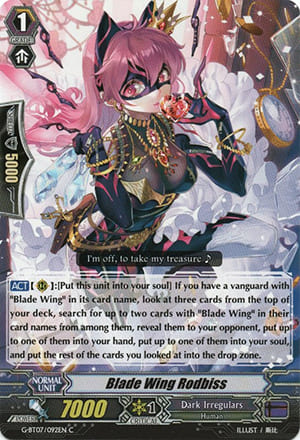 1
GRADE
5000
I'm off, to take my treasure ♪
ACT【 】:[Put this unit into your soul] If you have a vanguard with
"Blade Wing" in its card name, look at three cards from the top of
your deck, search for up to two cards with "Blade Wing" in their
card names from among them, reveal them to your opponent, put up
to one of them into your hand, put up to one of them into your
soul, and put the rest of the cards you looked at into the drop zone.
NORMAL
UNIT
Blade Wing Rodbiss
POWER
7000
1
CRITICAL
Dark Irregulars
Human
G-BT07/092EN C
ILLUST /